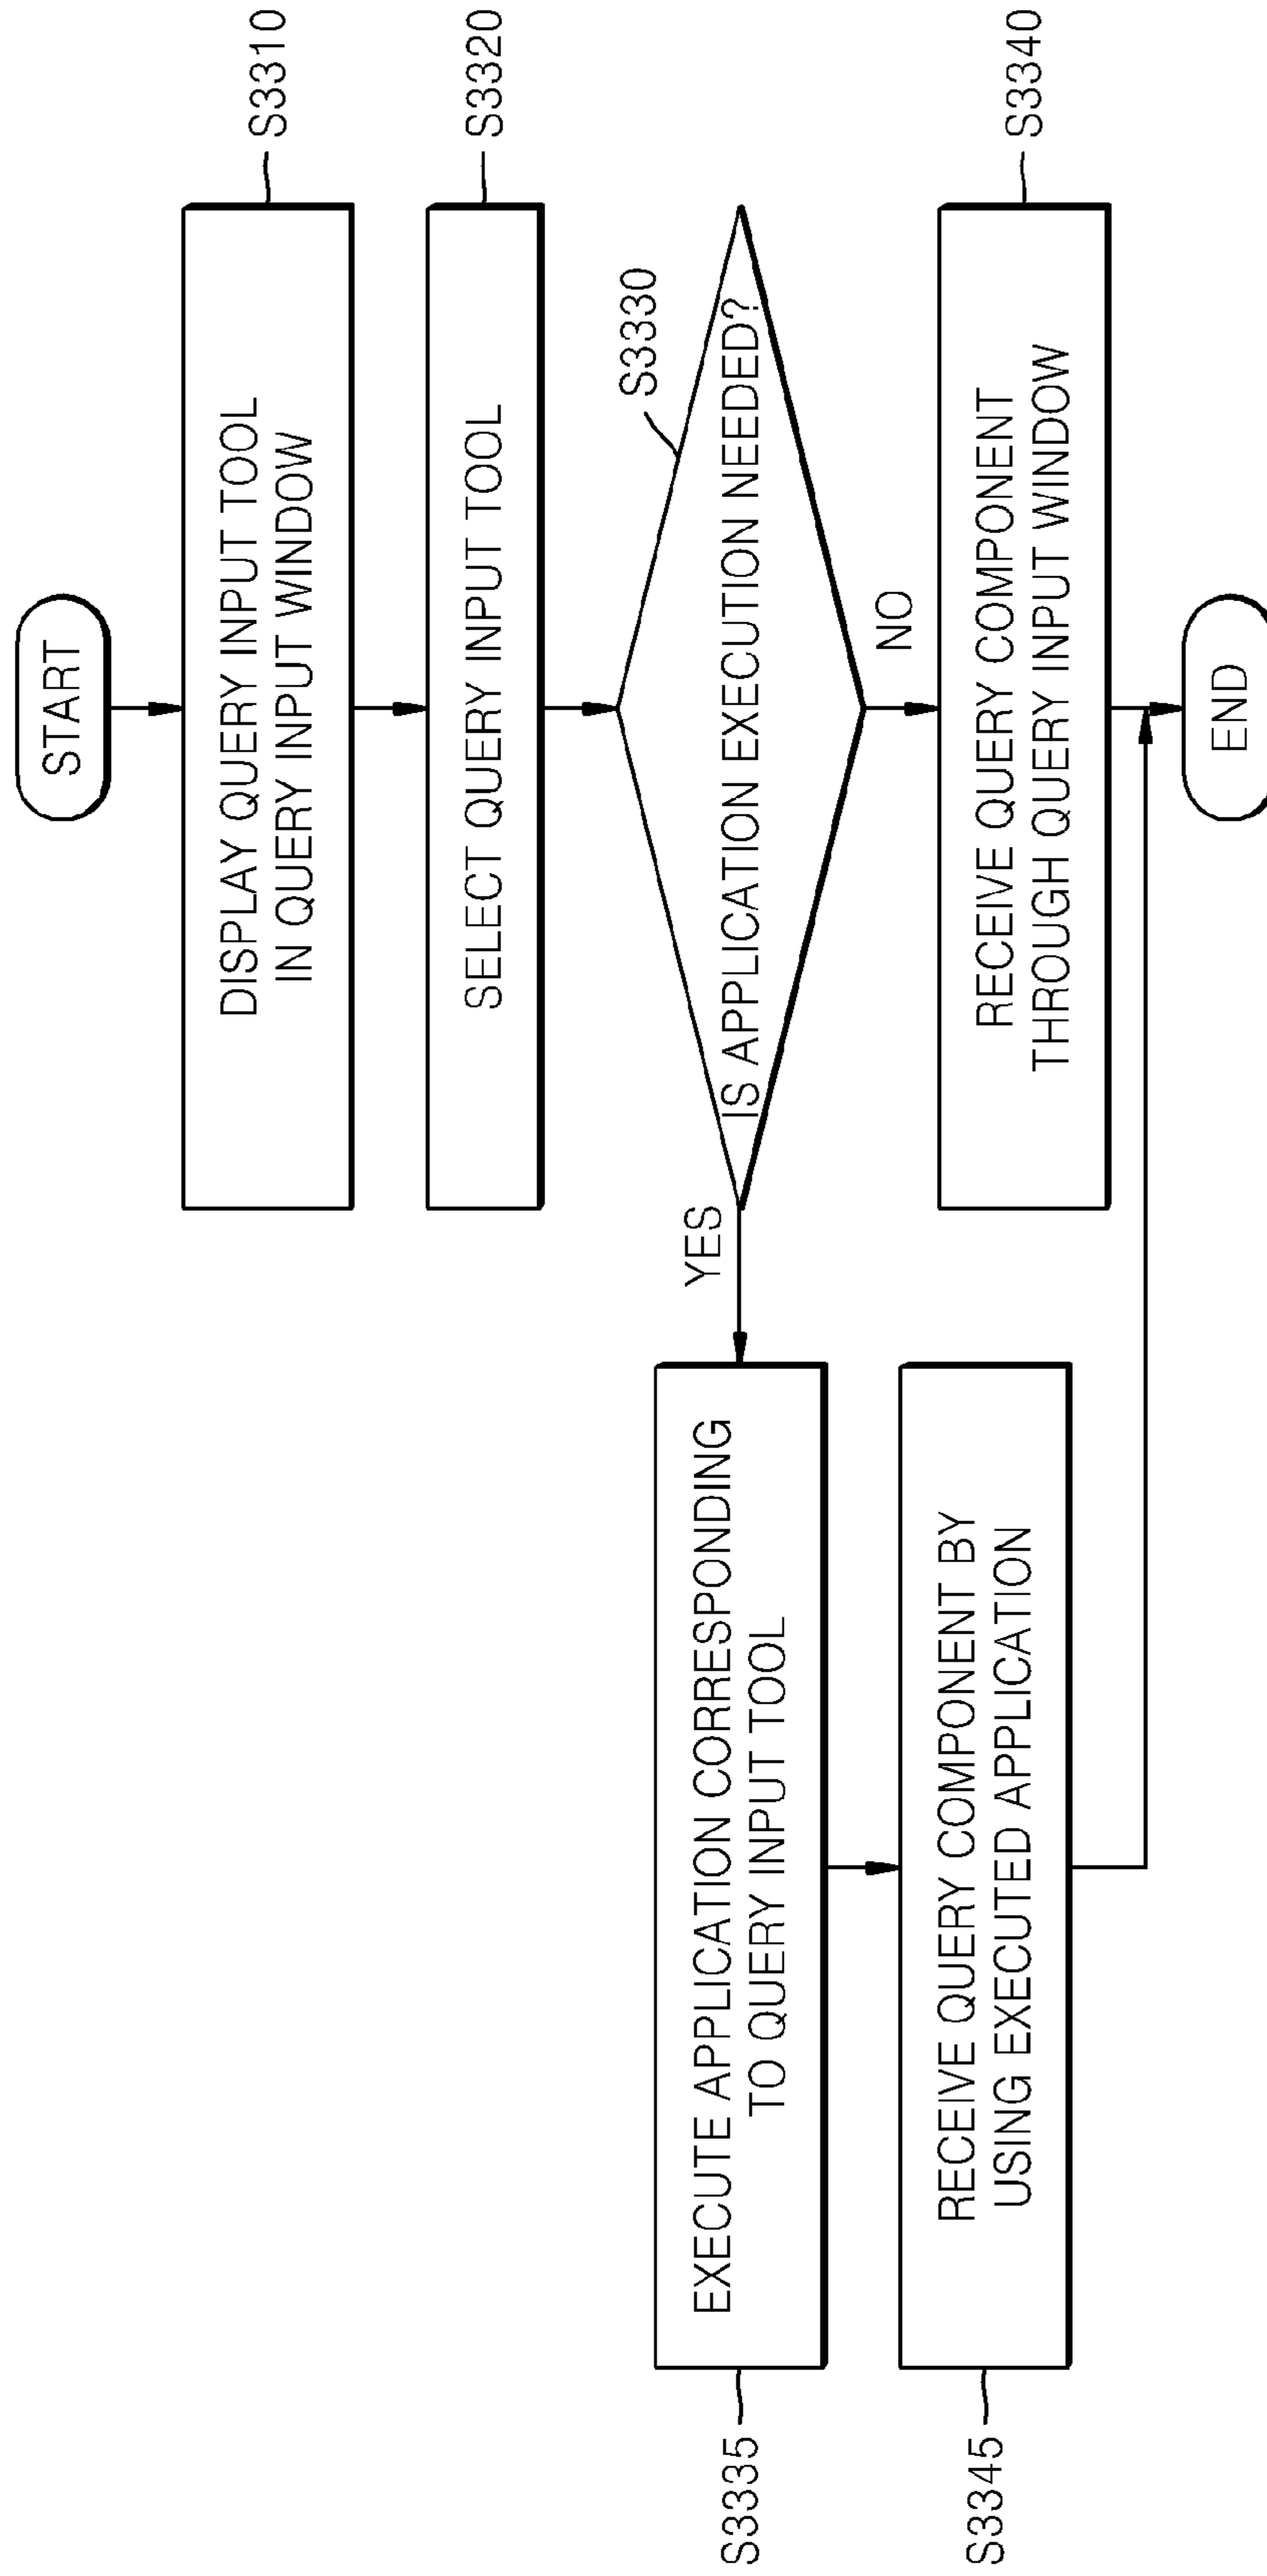 START
DISPLAY QUERY INPUT TOOL
IN QUERY INPUT WINDOW
S3310
SELECT QUERY INPUT TOOL
S3320
S3330
IS APPLICATION EXECUTION NEEDED?
YES
NO
S3335
EXECUTE APPLICATION CORRESPONDING
TO QUERY INPUT TOOL
RECEIVE QUERY COMPONENT
THROUGH QUERY INPUT WINDOW
S3340
S3345
RECEIVE QUERY COMPONENT BY
USING EXECUTED APPLICATION
END